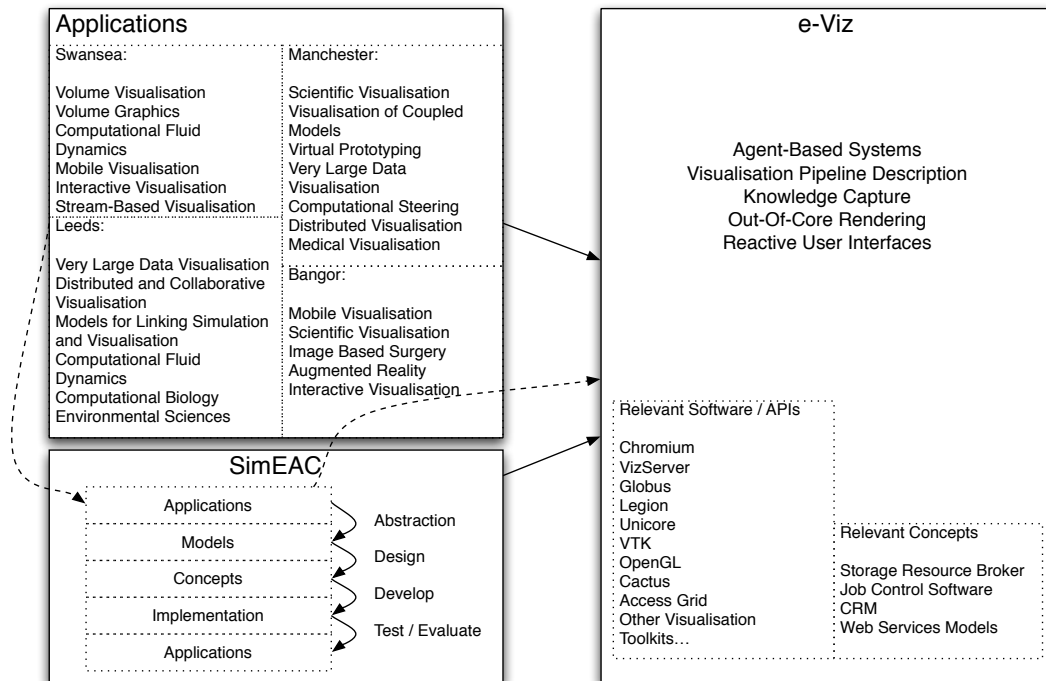 Applications
Swansea:
Volume Visualisation
Volume Graphics
Computational Fluid
Dynamics
Mobile Visualisation
Interactive Visualisation
Stream-Based Visualisation
Leeds:
Very Large Data Visualisation
Distributed and Collaborative
Visualisation
Models for Linking Simulation
and Visualisation
Computational Fluid
Dynamics
Computational Biology
Environmental Sciences
Manchester:
Scientific Visualisation
Visualisation of Coupled
Models
Virtual Prototyping
Very Large Data
Visualisation
Computational Steering
Distributed Visualisation
Medical Visualisation
Bangor:
Mobile Visualisation
Scientific Visualisation
Image Based Surgery
Augmented Reality
Interactive Visualisation
SimEAC
Applications
Abstraction
Models
Design
Concepts
Develop
Implementation
Test / Evaluate
Applications
e-Viz
Agent-Based Systems
Visualisation Pipeline Description
Knowledge Capture
Out-Of-Core Rendering
Reactive User Interfaces
Relevant Software / APIs
Chromium
VizServer
Globus
Legion
Unicore
VTK
OpenGL
Cactus
Access Grid
Other Visualisation
Toolkits…
Relevant Concepts
Storage Resource Broker
Job Control Software
CRM
Web Services Models